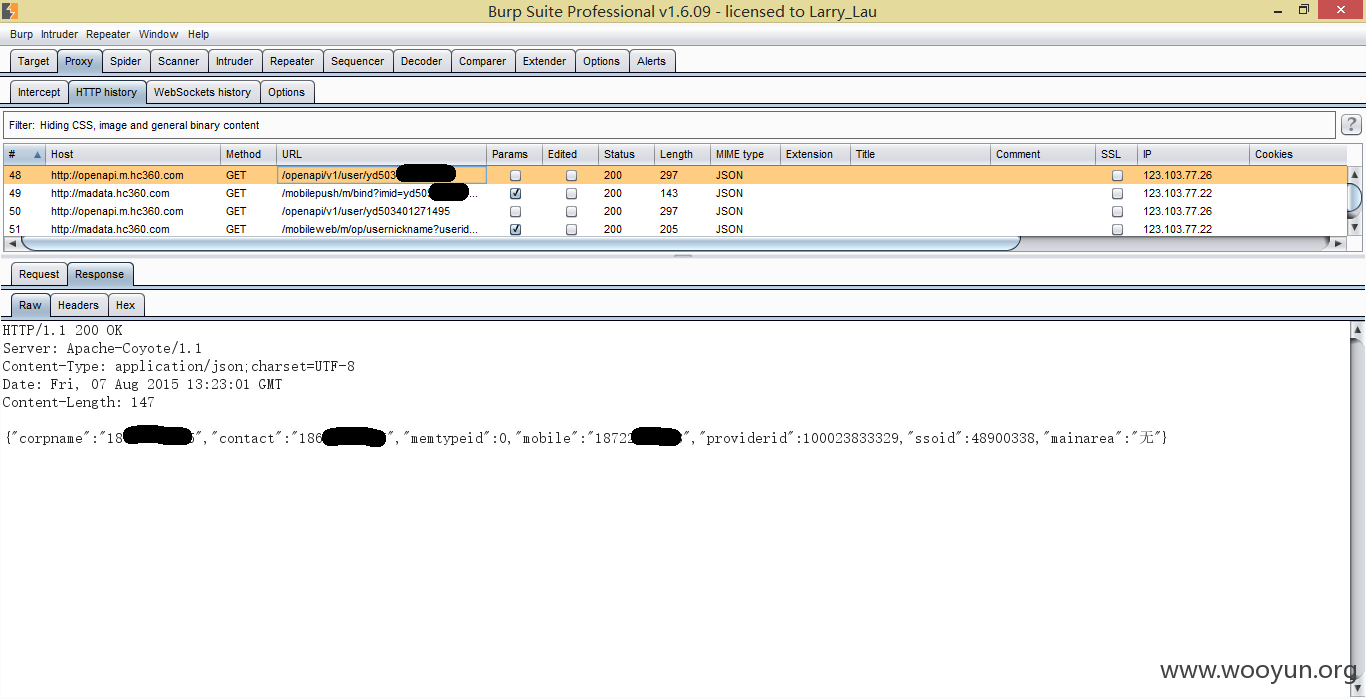 Burp Suite Professional v1.6.09 - licensed to Larry_Lau
Burp Intruder Repeater Window Help
Target Proxy Spider Scanner Intruder Repeater Sequencer Decoder Comparer Extender Options Alerts
Intercept HTTP history WebSockets history Options
Filter: Hiding CSS, image and general binary content ?
# Host Method URL Params Edited Status Length MIME type Extension Title Comment SSL IP Cookies
48 http://openapi.m.hc360.com GET /openapi/v1/user/yd503 200 297 JSON 123.103.77.26
49 http://madata.hc360.com GET /mobilepush/m/bind?imid=yd50 ... 200 143 JSON 123.103.77.22
50 http://openapi.m.hc360.com GET /openapi/v1/user/yd503401271495 200 297 JSON 123.103.77.26
51 http://madata.hc360.com GET /mobileweb/m/op/usernickname?userid... 200 205 JSON 123.103.77.22
Request Response
Raw Headers Hex
HTTP/1.1 200 OK
Server: Apache-Coyote/1.1
Content-Type: application/json;charset=UTF-8
Date: Fri, 07 Aug 2015 13:23:01 GMT
Content-Length: 147
{"corpname":"18 ","contact":"186 ","memtypeid":0,"mobile":"1872 ","providerid":100023833329,"ssoid":48900338,"mainarea":"无"}
www.wooyun.org